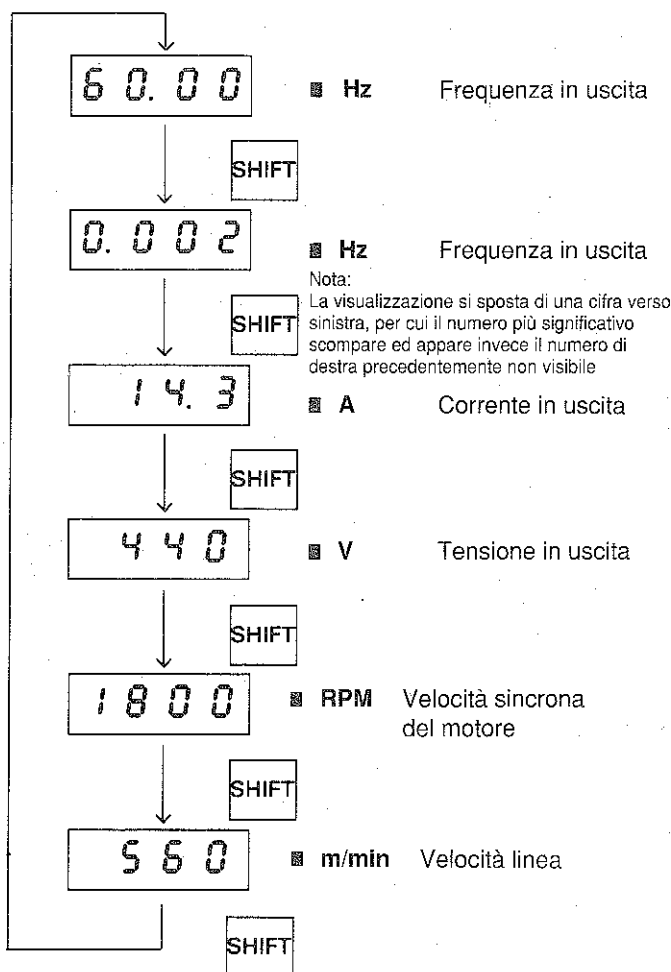 60.00 Hz Frequenza in uscita
SHIFT
0.002 Hz Frequenza in uscita
Nota:
La visualizzazione si sposta di una cifra verso
sinistra, per cui il numero più significativo
scompare ed appare invece il numero di
destra precedentemente non visibile
SHIFT
14.3 A Corrente in uscita
SHIFT
440 V Tensione in uscita
SHIFT
1800 RPM Velocità sincrona
del motore
SHIFT
560 m/min Velocità linea
SHIFT